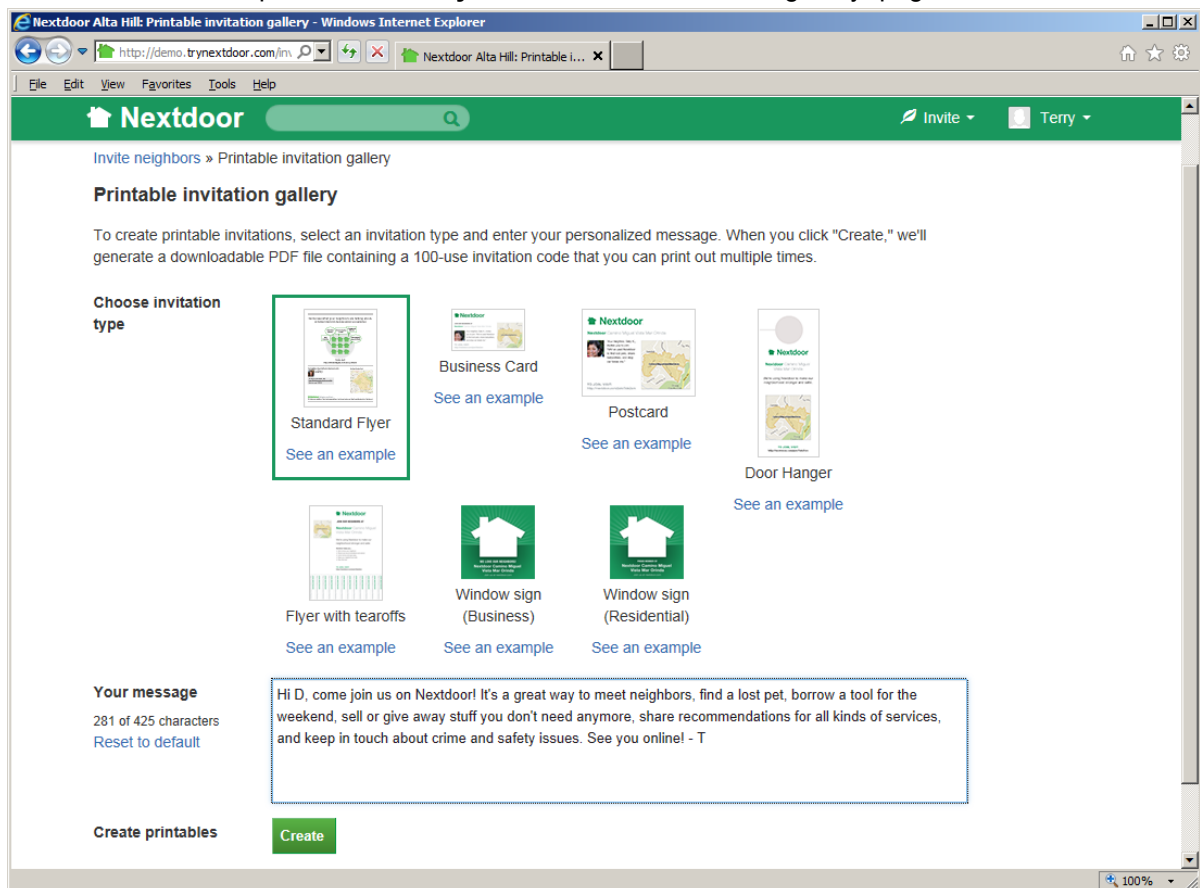 Nextdoor Alta Hill: Printable invitation gallery - Windows Internet Explorer
http://demo.trynextdoor.com/inv
Nextdoor Alta Hill: Printable i...
File Edit View Favorites Tools Help
Nextdoor
Invite
Terry
Invite neighbors » Printable invitation gallery
Printable invitation gallery
To create printable invitations, select an invitation type and enter your personalized message. When you click "Create," we'll
generate a downloadable PDF file containing a 100-use invitation code that you can print out multiple times.
Choose invitation
type
Nextdoor
Nextdoor
Nextdoor
Standard Flyer
See an example
Business Card
See an example
Postcard
See an example
Door Hanger
See an example
Nextdoor
Flyer with tearoffs
See an example
Window sign
(Business)
See an example
Window sign
(Residential)
See an example
Your message
281 of 425 characters
Reset to default
Hi D, come join us on Nextdoor! It's a great way to meet neighbors, find a lost pet, borrow a tool for the
weekend, sell or give away stuff you don't need anymore, share recommendations for all kinds of services,
and keep in touch about crime and safety issues. See you online! - T
Create printables
Create
100%